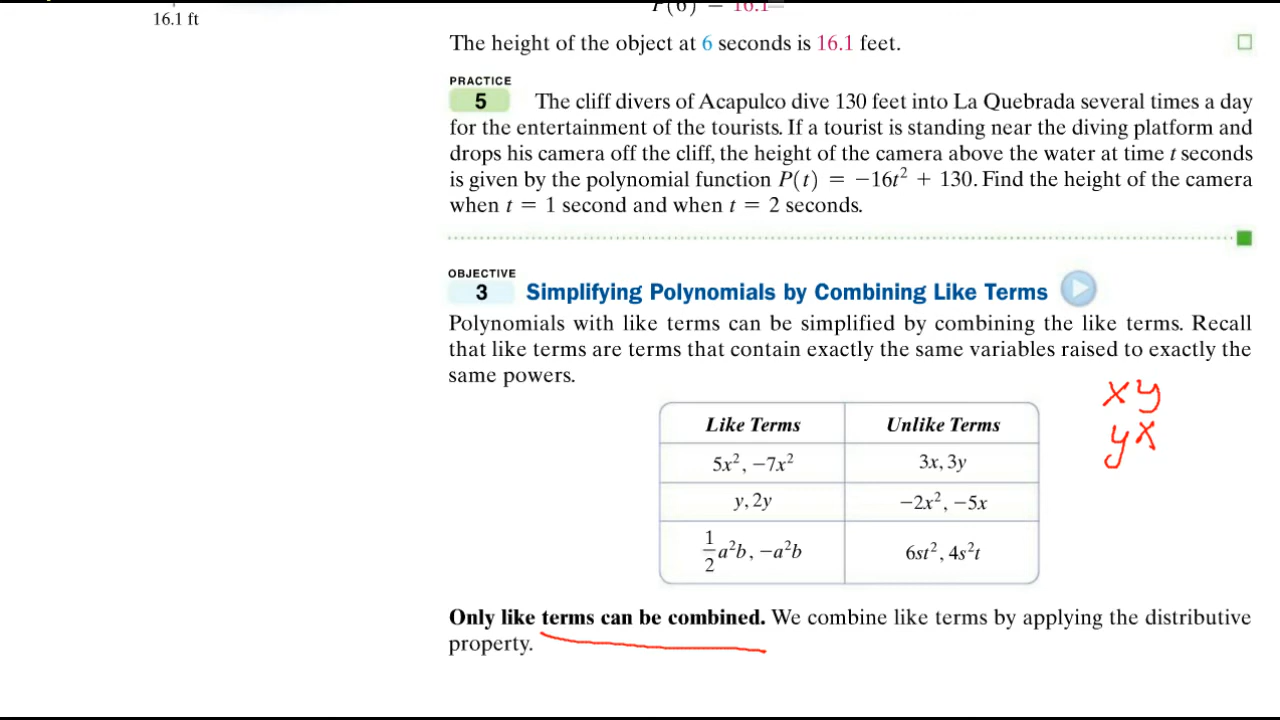 16.1 ft
P(6) = 16.1
The height of the object at 6 seconds is 16.1 feet.
PRACTICE
5 The cliff divers of Acapulco dive 130 feet into La Quebrada several times a day
for the entertainment of the tourists. If a tourist is standing near the diving platform and
drops his camera off the cliff, the height of the camera above the water at time t seconds
is given by the polynomial function P(t) = −16t² + 130. Find the height of the camera
when t = 1 second and when t = 2 seconds.
OBJECTIVE
3 Simplifying Polynomials by Combining Like Terms
Polynomials with like terms can be simplified by combining the like terms. Recall
that like terms are terms that contain exactly the same variables raised to exactly the
same powers.
xy
yx
Like Terms Unlike Terms
5x², −7x² 3x, 3y
y, 2y −2x², −5x
1/2 a²b, −a²b 6st², 4s²t
Only like terms can be combined. We combine like terms by applying the distributive
property.